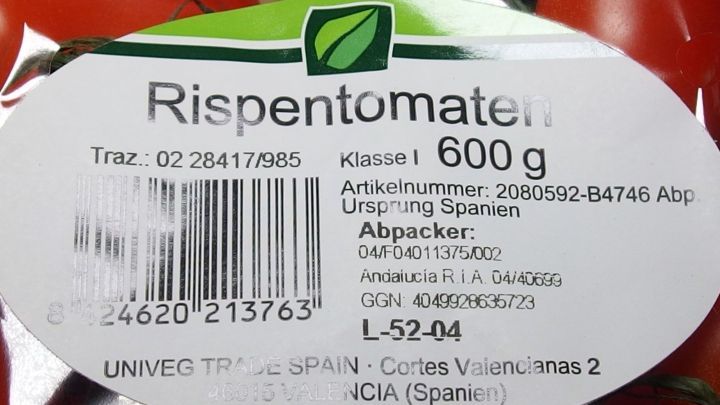 Rispentomaten
Traz.: 02 28417/985
Klasse I 600 g
Artikelnummer: 2080592-B4746 Abp.
Ursprung Spanien
Abpacker:
04/F04011375/002
Andalucía R.I.A. 04/40699
GGN: 4049928635723
8 424620 213763
L-52-04
UNIVEG TRADE SPAIN · Cortes Valencianas 2
46015 VALENCIA (Spanien)